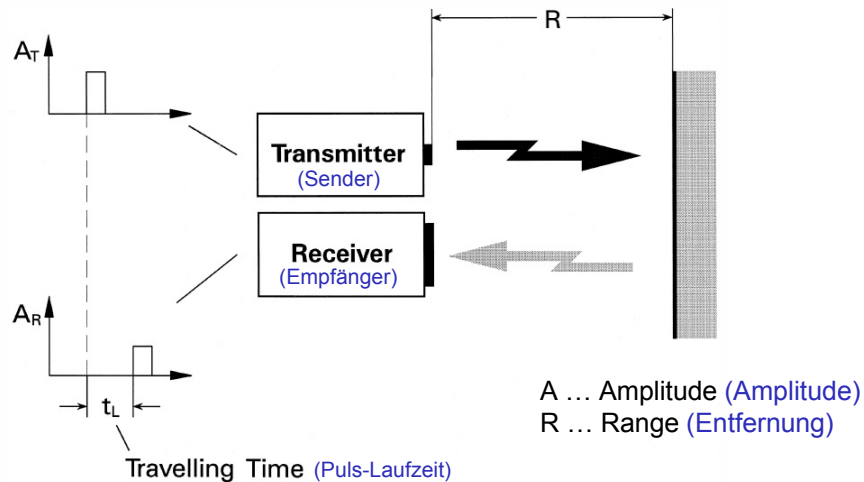 R
A_T
Transmitter
(Sender)
Receiver
(Empfänger)
A_R
t_L
A … Amplitude (Amplitude)
R … Range (Entfernung)
Travelling Time (Puls-Laufzeit)